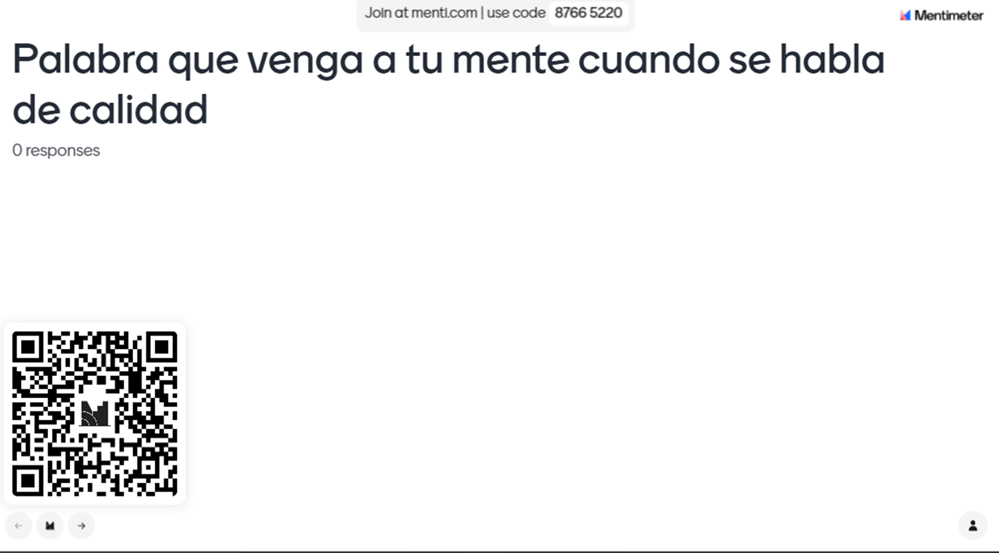 Join at menti.com | use code 8766 5220
Mentimeter
Palabra que venga a tu mente cuando se habla
de calidad
0 responses